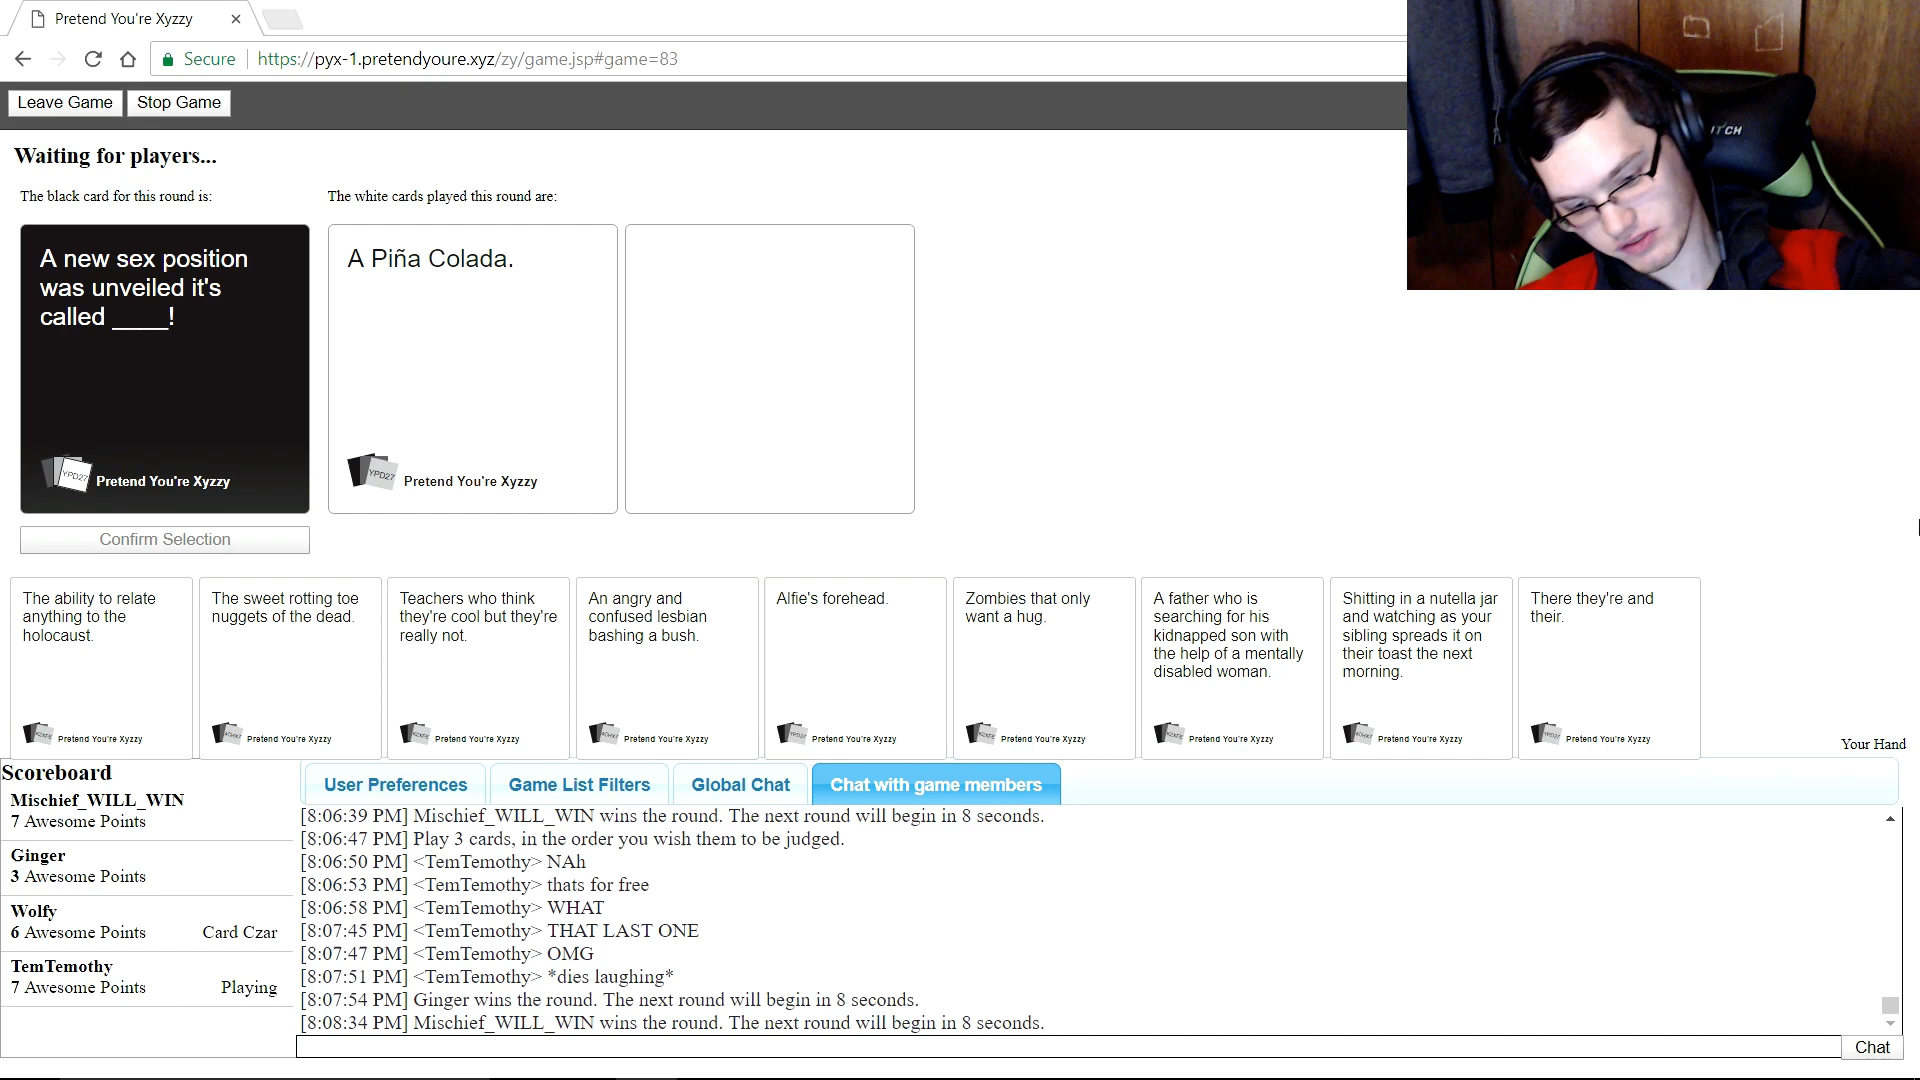 Pretend You're Xyzzy
Secure
https://pyx-1.pretendyoure.xyz/zy/game.jsp#game=83
Leave Game
Stop Game
Waiting for players...
The black card for this round is:
The white cards played this round are:
A new sex position
was unveiled it's
called ____!
YPD27
Pretend You're Xyzzy
A Piña Colada.
YPD27
Pretend You're Xyzzy
Confirm Selection
The ability to relate
anything to the
holocaust.
Pretend You're Xyzzy
The sweet rotting toe
nuggets of the dead.
Pretend You're Xyzzy
Teachers who think
they're cool but they're
really not.
Pretend You're Xyzzy
An angry and
confused lesbian
bashing a bush.
Pretend You're Xyzzy
Alfie's forehead.
Pretend You're Xyzzy
Zombies that only
want a hug.
Pretend You're Xyzzy
A father who is
searching for his
kidnapped son with
the help of a mentally
disabled woman.
Pretend You're Xyzzy
Shitting in a nutella jar
and watching as your
sibling spreads it on
their toast the next
morning.
Pretend You're Xyzzy
There they're and
their.
Pretend You're Xyzzy
Your Hand
Scoreboard
Mischief_WILL_WIN
7 Awesome Points
Ginger
3 Awesome Points
Wolfy
6 Awesome Points
Card Czar
TemTemothy
7 Awesome Points
Playing
User Preferences
Game List Filters
Global Chat
Chat with game members
[8:06:39 PM] Mischief_WILL_WIN wins the round. The next round will begin in 8 seconds.
[8:06:47 PM] Play 3 cards, in the order you wish them to be judged.
[8:06:50 PM] <TemTemothy> NAh
[8:06:53 PM] <TemTemothy> thats for free
[8:06:58 PM] <TemTemothy> WHAT
[8:07:45 PM] <TemTemothy> THAT LAST ONE
[8:07:47 PM] <TemTemothy> OMG
[8:07:51 PM] <TemTemothy> *dies laughing*
[8:07:54 PM] Ginger wins the round. The next round will begin in 8 seconds.
[8:08:34 PM] Mischief_WILL_WIN wins the round. The next round will begin in 8 seconds.
Chat